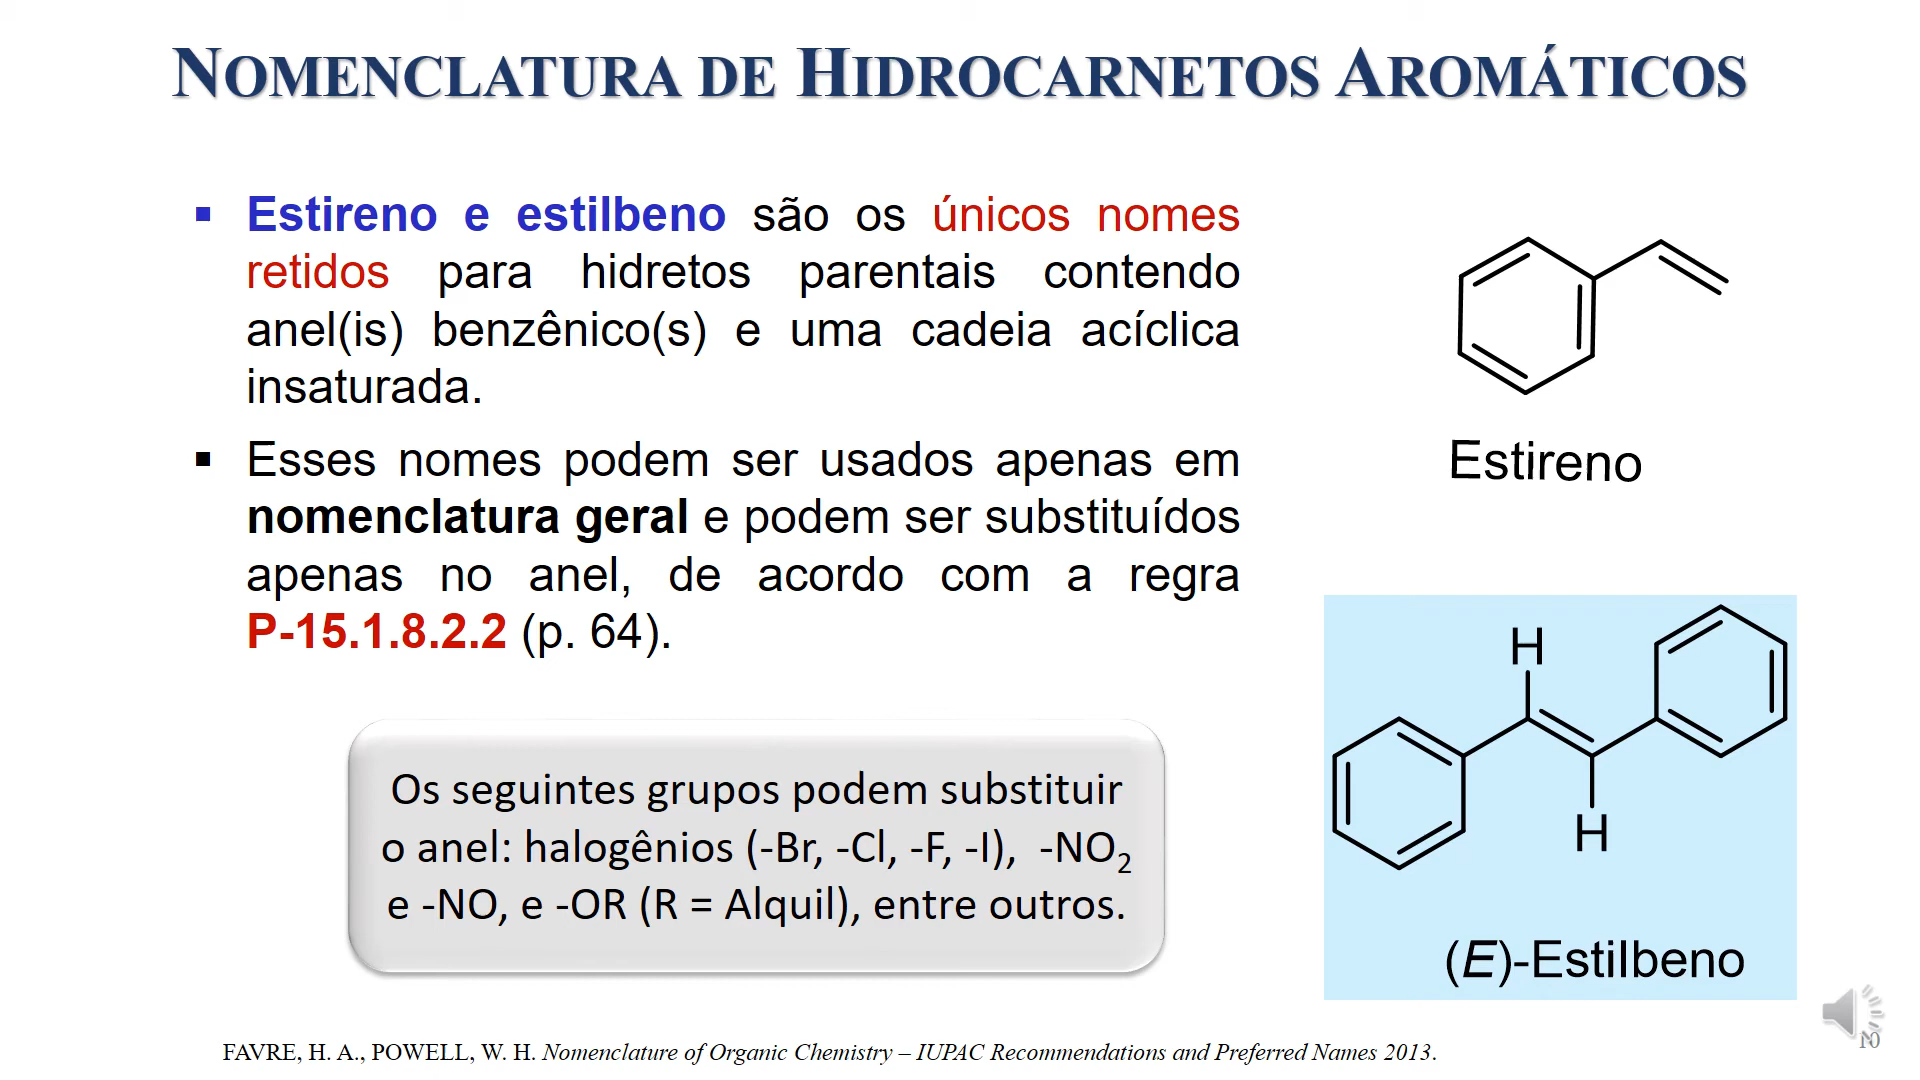 NOMENCLATURA DE HIDROCARNETOS AROMÁTICOS
▪ Estireno e estilbeno são os únicos nomes
retidos para hidretos parentais contendo
anel(is) benzênico(s) e uma cadeia acíclica
insaturada.
▪ Esses nomes podem ser usados apenas em
nomenclatura geral e podem ser substituídos
apenas no anel, de acordo com a regra
P-15.1.8.2.2 (p. 64).
Estireno
Os seguintes grupos podem substituir
o anel: halogênios (-Br, -Cl, -F, -I), -NO₂
e -NO, e -OR (R = Alquil), entre outros.
H
H
(E)-Estilbeno
FAVRE, H. A., POWELL, W. H. Nomenclature of Organic Chemistry – IUPAC Recommendations and Preferred Names 2013.
10